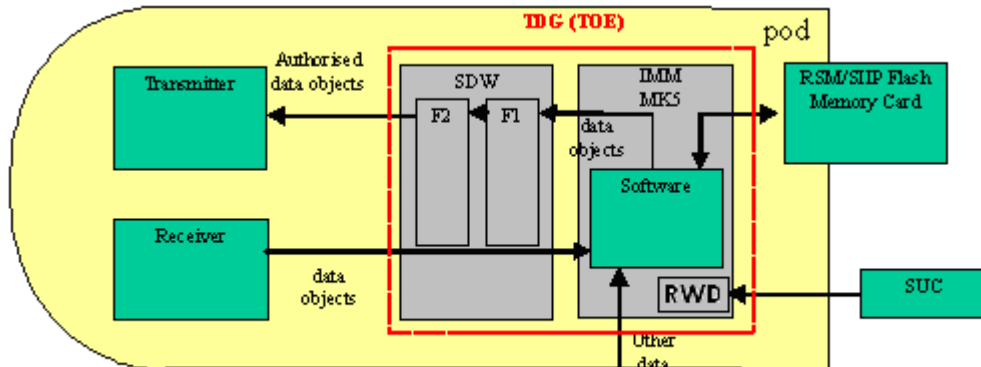 TDG (TOE)
pod
Authorised
data objects
Transmitter
SDW
IMM
MK5
RSM/SIIP Flash
Memory Card
F2
F1
data
objects
Software
Receiver
data
objects
RWD
SUC
Other
data